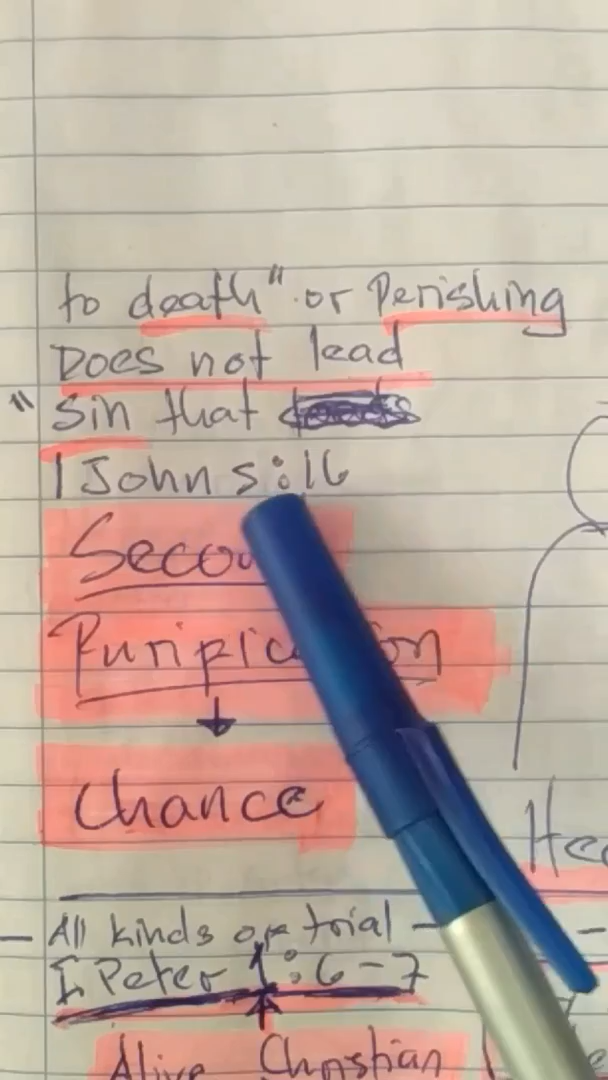 to death" or Perishing
Does not lead
"Sin that
1 John 5:16
Chance
All kinds of trial
I Peter 1:6-7
Alive Christian